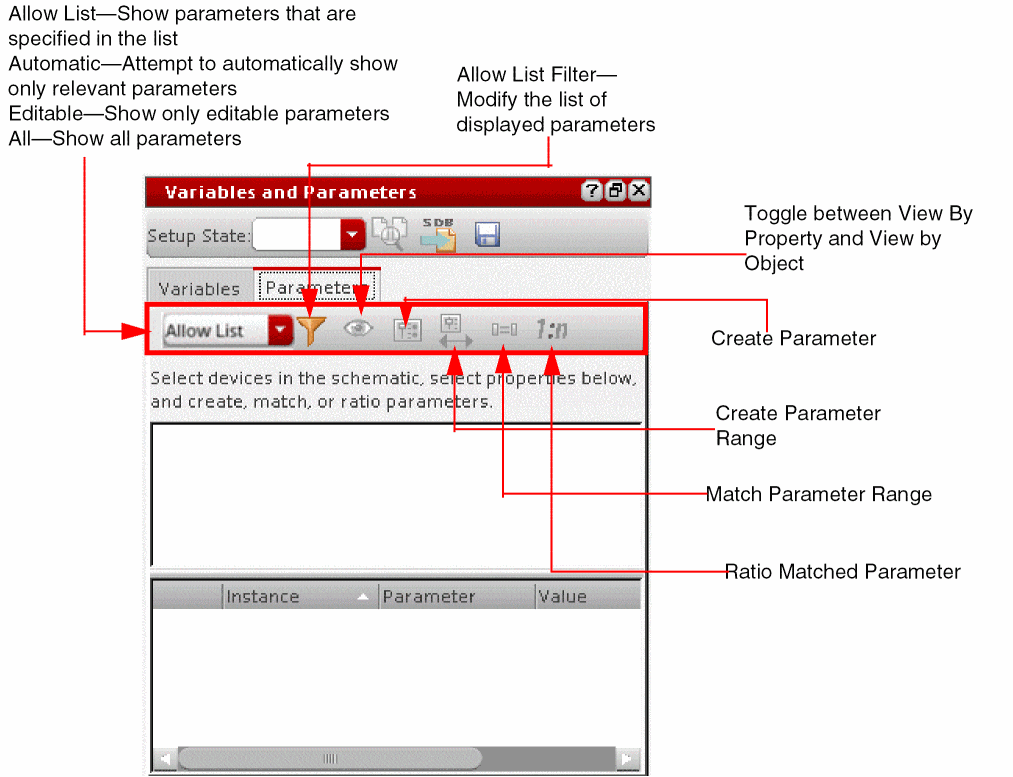 Allow List—Show parameters that are
specified in the list
Automatic—Attempt to automatically show
only relevant parameters
Editable—Show only editable parameters
All—Show all parameters
Allow List Filter—
Modify the list of
displayed parameters
Variables and Parameters
Setup State:
SDB
Toggle between View By
Property and View by
Object
Variables
Parameters
Allow List
1:n
Create Parameter
Select devices in the schematic, select properties below,
and create, match, or ratio parameters.
Create Parameter
Range
Match Parameter Range
Ratio Matched Parameter
Instance
Parameter
Value